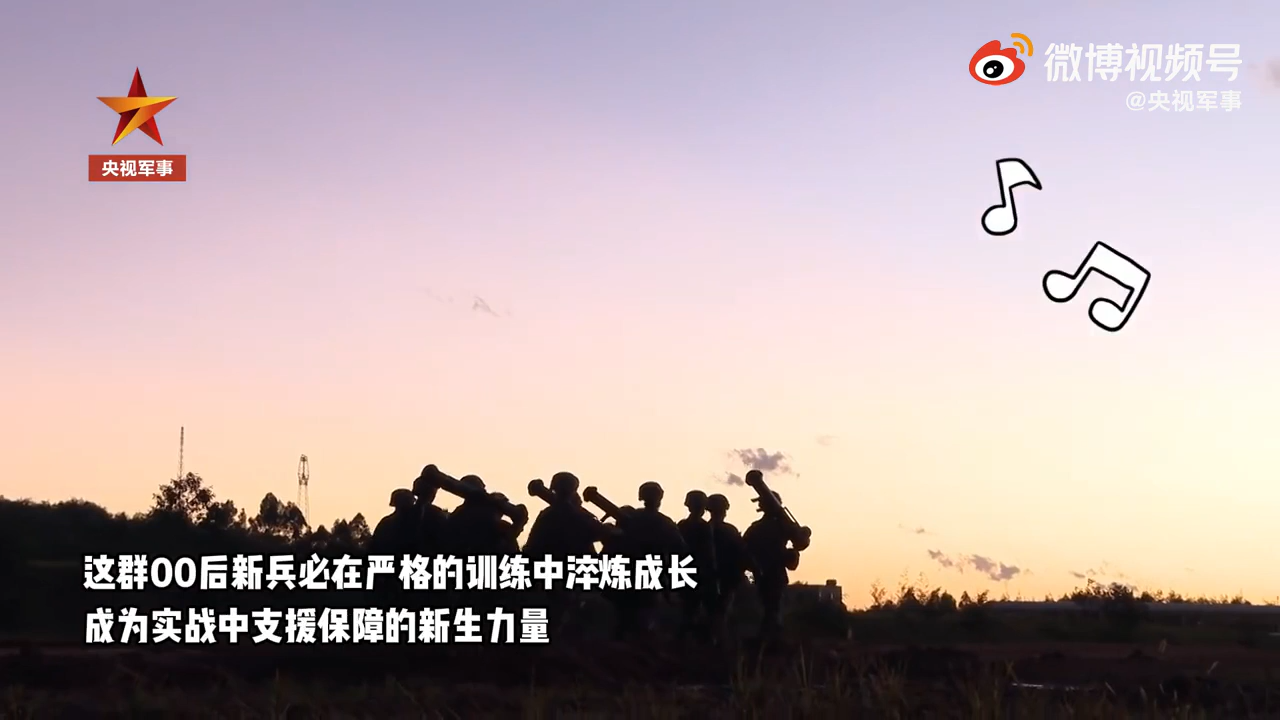 央视军事
微博视频号
@央视军事
这群00后新兵必在严格的训练中淬炼成长
成为实战中支援保障的新生力量